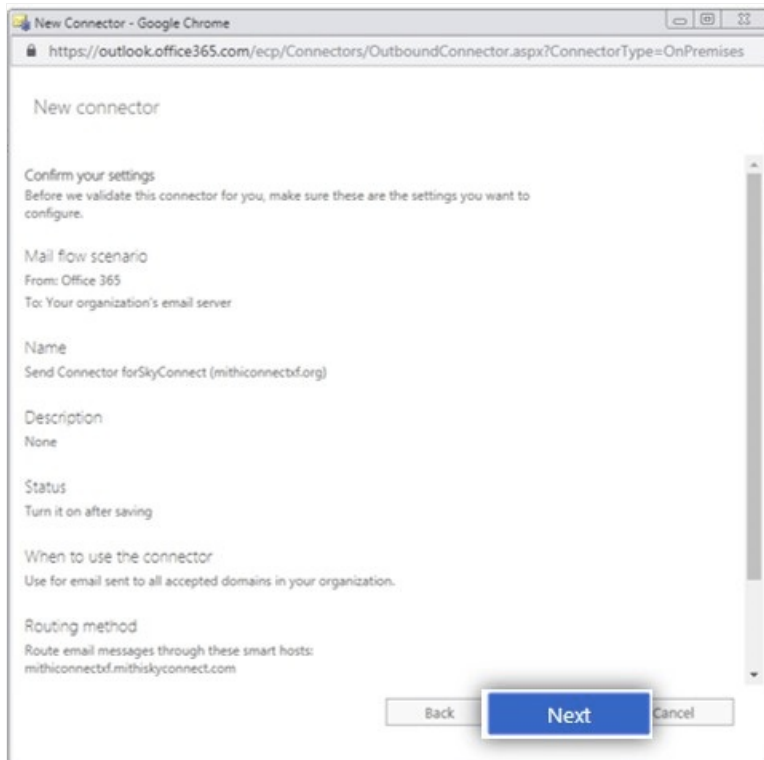 New Connector - Google Chrome
https://outlook.office365.com/ecp/Connectors/OutboundConnector.aspx?ConnectorType=OnPremises
New connector
Confirm your settings
Before we validate this connector for you, make sure these are the settings you want to
configure.
Mail flow scenario
From: Office 365
To: Your organization's email server
Name
Send Connector forSkyConnect (mithiconnectxf.org)
Description
None
Status
Turn it on after saving
When to use the connector
Use for email sent to all accepted domains in your organization.
Routing method
Route email messages through these smart hosts:
mithiconnectxf.mithiskyconnect.com
Back Next Cancel